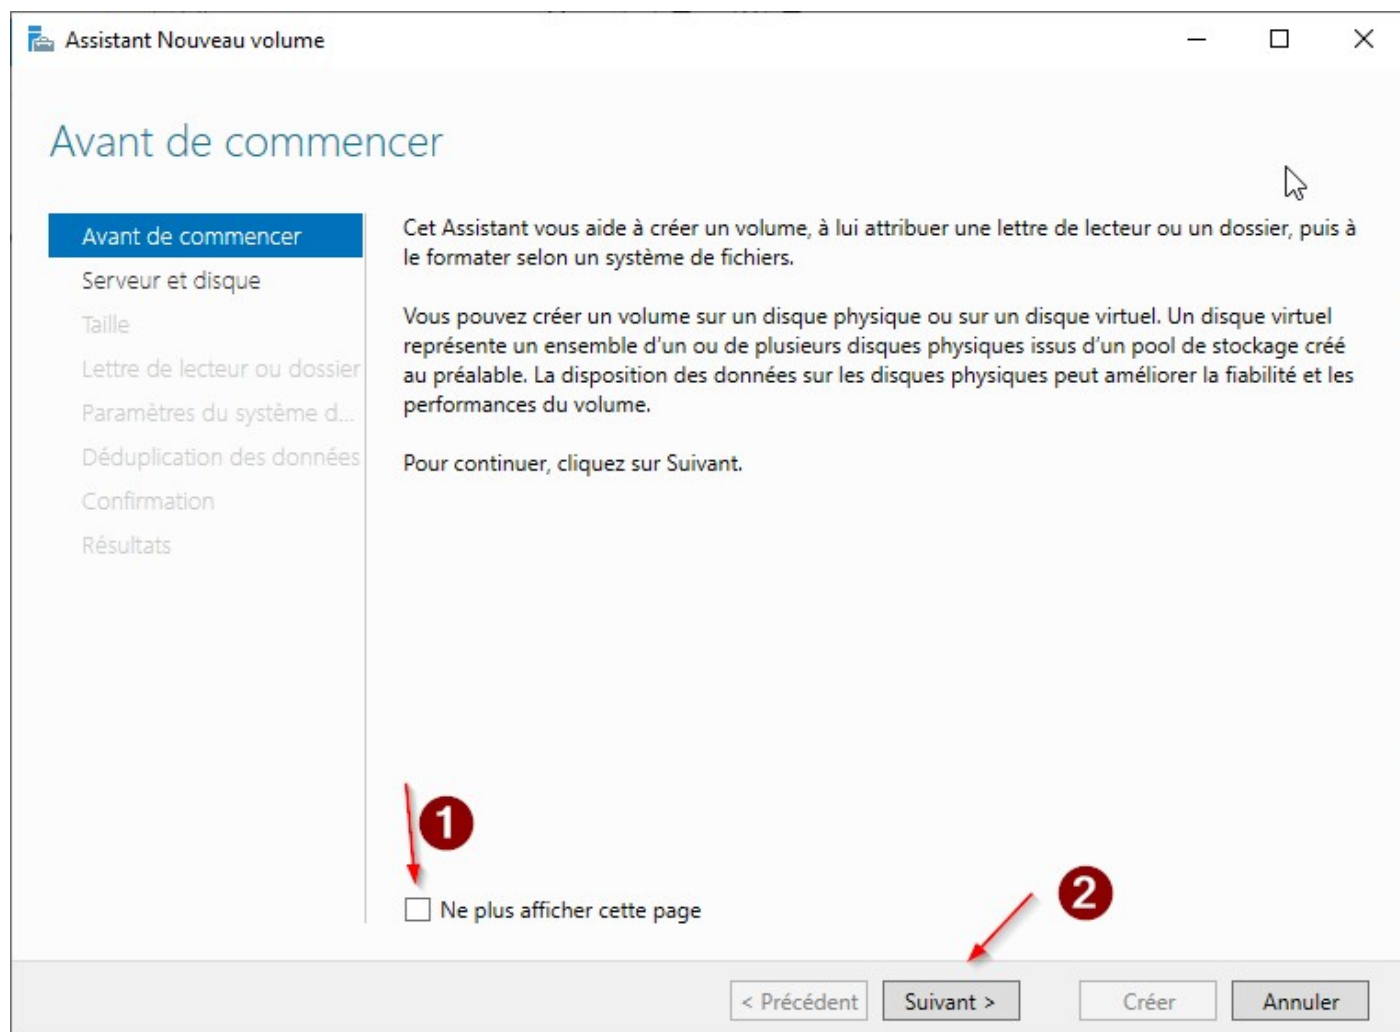 Assistant Nouveau volume
Avant de commencer
Avant de commencer
Serveur et disque
Taille
Lettre de lecteur ou dossier
Paramètres du système d...
Déduplication des données
Confirmation
Résultats
Cet Assistant vous aide à créer un volume, à lui attribuer une lettre de lecteur ou un dossier, puis à
le formater selon un système de fichiers.
Vous pouvez créer un volume sur un disque physique ou sur un disque virtuel. Un disque virtuel
représente un ensemble d’un ou de plusieurs disques physiques issus d’un pool de stockage créé
au préalable. La disposition des données sur les disques physiques peut améliorer la fiabilité et les
performances du volume.
Pour continuer, cliquez sur Suivant.
1
Ne plus afficher cette page
2
< Précédent
Suivant >
Créer
Annuler